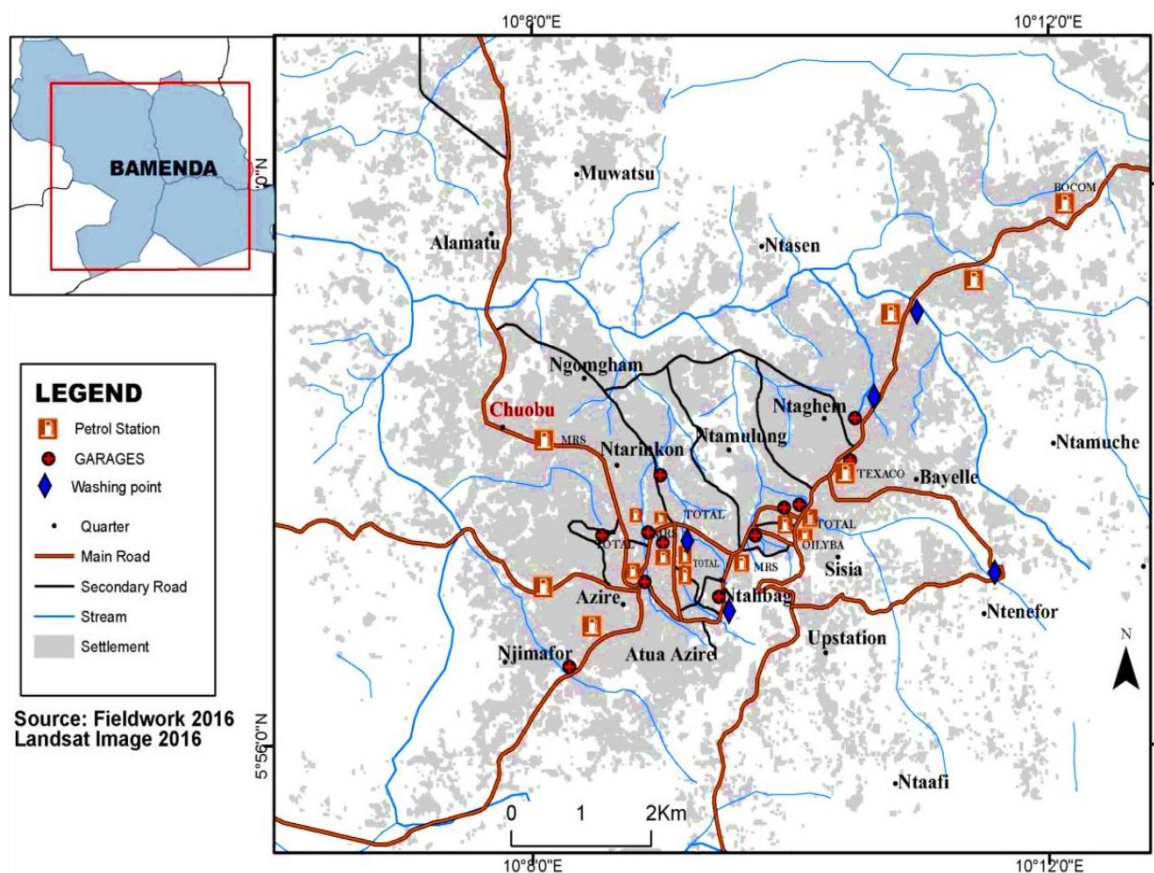 10°8'0"E
10°12'0"E
BAMENDA
0'0"N
BOCOM
Muwatsu
Alamatu
Ntasen
LEGEND
Petrol Station
GARAGES
Washing point
Quarter
Main Road
Secondary Road
Stream
Settlement
Source: Fieldwork 2016
Landsat Image 2016
Ngomgham
Chuobu
MRS
Ntaghem
Ntarinkon
Ntamulung
Ntamuche
TEXACO
Bayelle
TOTAL
TOTAL
TOTAL
MRS
OILYBA
TOTAL
MRS
Sisia
Azire
Ntahbag
Ntenefor
Njimafor
Atua Azire
Upstation
N
5°56'0"N
Ntaafi
0 1 2Km
10°8'0"E
10°12'0"E